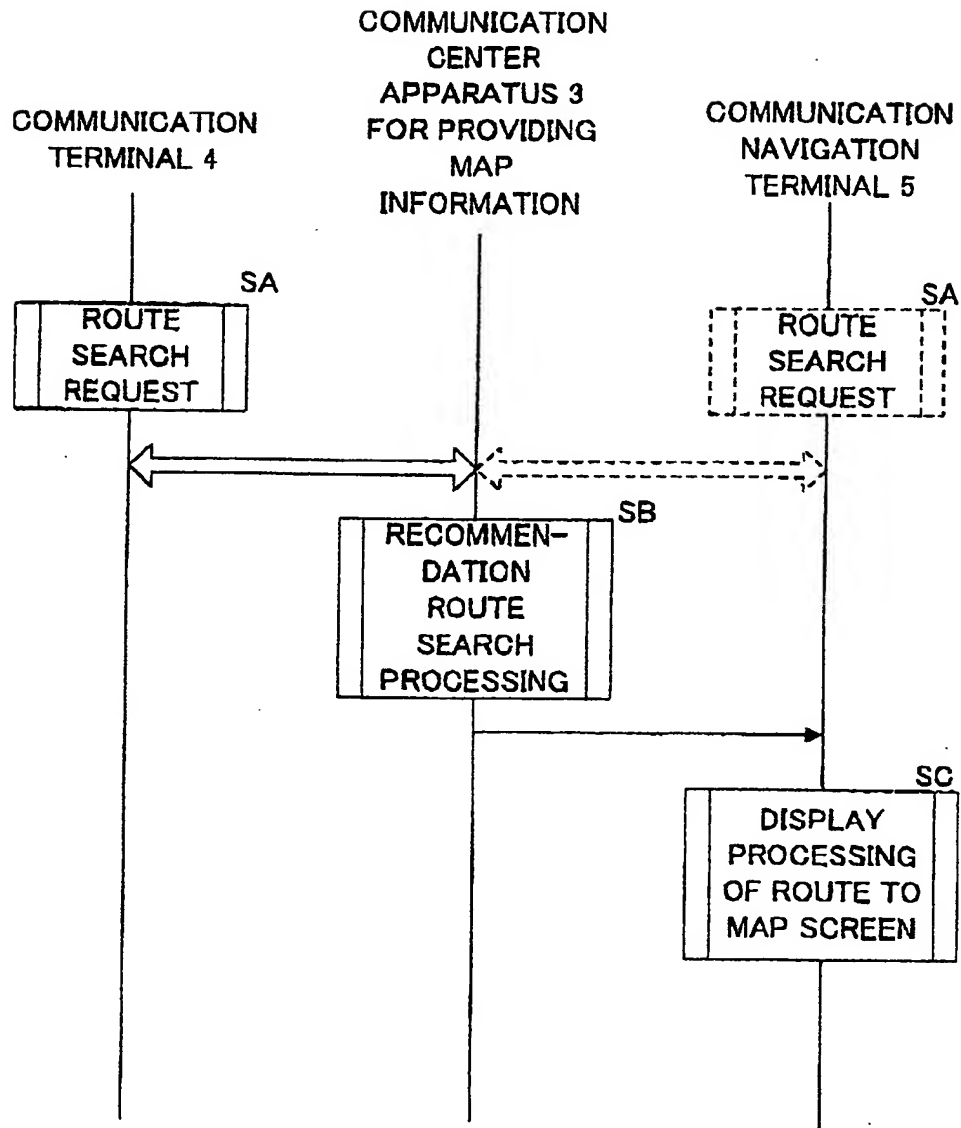 COMMUNICATION
TERMINAL 4
COMMUNICATION
CENTER
APPARATUS 3
FOR PROVIDING
MAP
INFORMATION
COMMUNICATION
NAVIGATION
TERMINAL 5
SA
ROUTE
SEARCH
REQUEST
SA
ROUTE
SEARCH
REQUEST
SB
RECOMMEN-
DATION
ROUTE
SEARCH
PROCESSING
SC
DISPLAY
PROCESSING
OF ROUTE TO
MAP SCREEN